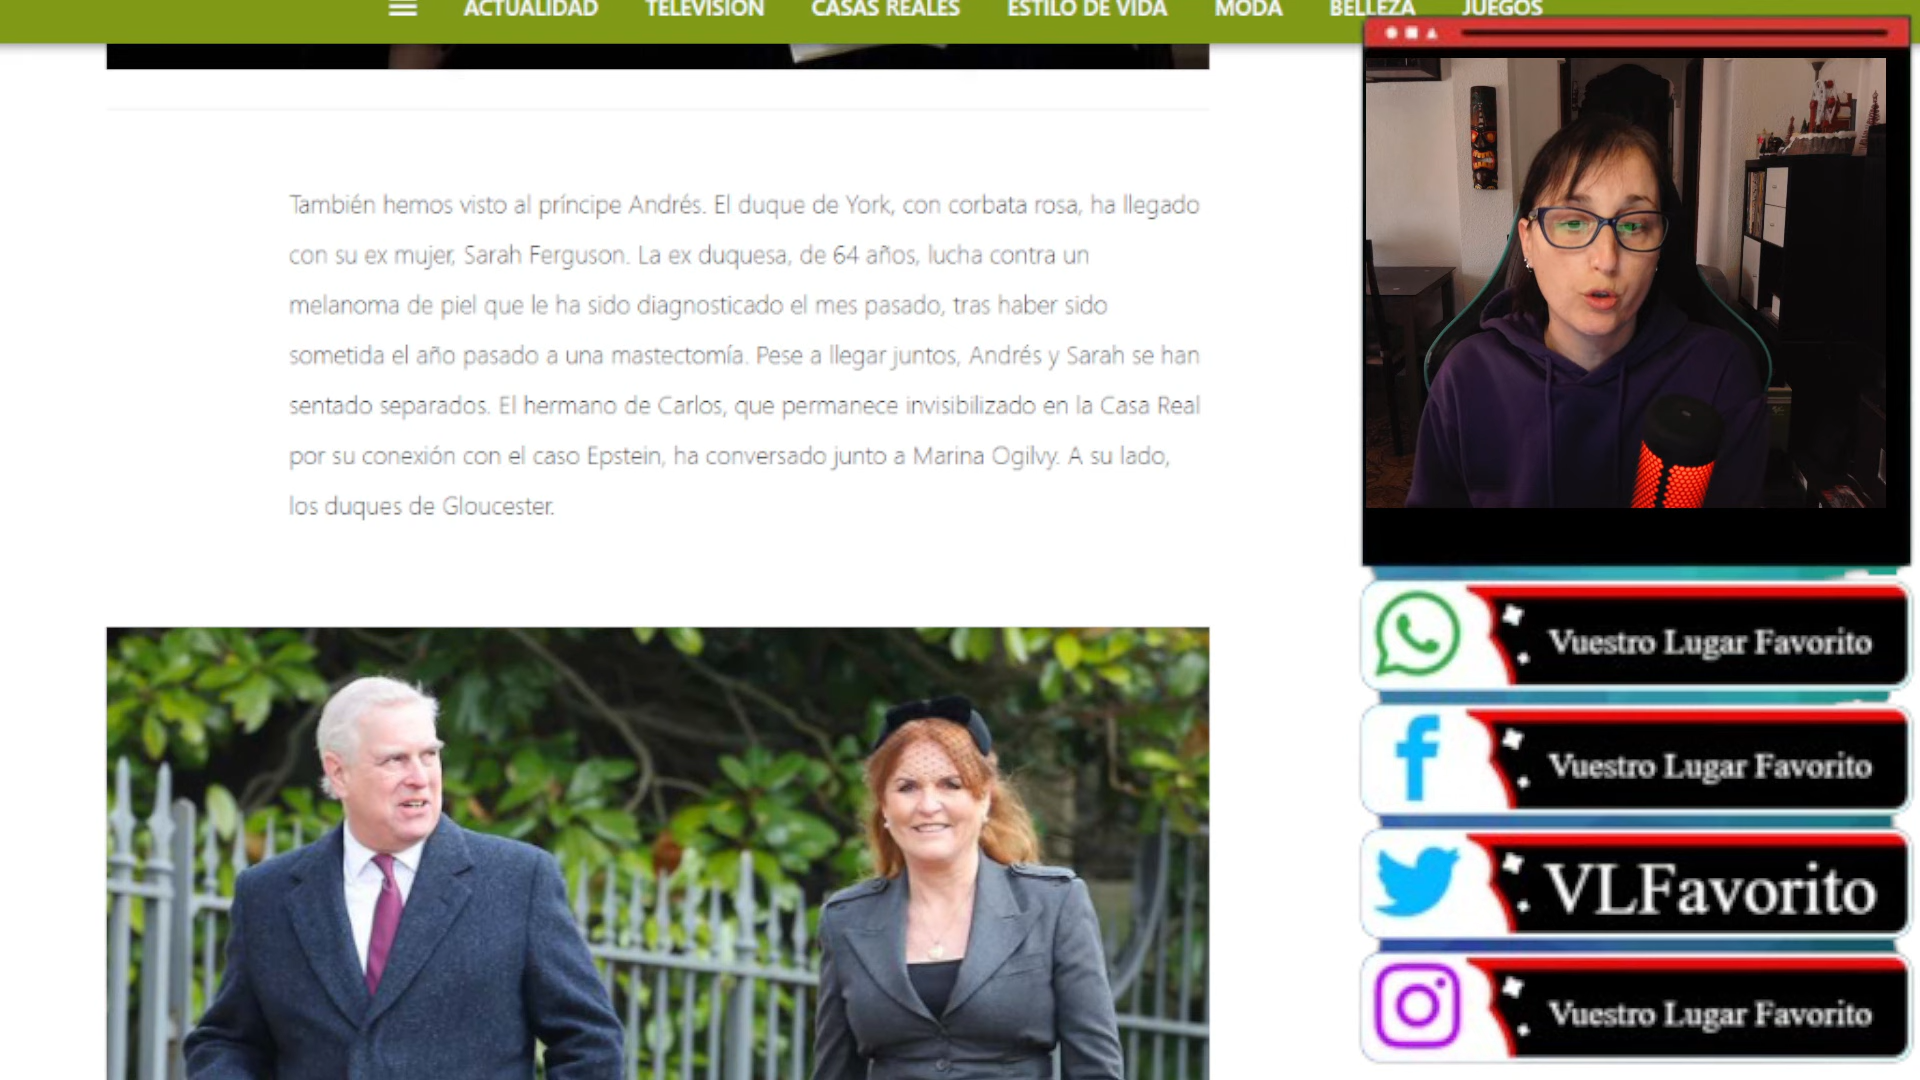 ACTUALIDAD TELEVISIÓN CASAS REALES ESTILO DE VIDA MODA BELLEZA JUEGOS
También hemos visto al príncipe Andrés. El duque de York, con corbata rosa, ha llegado
con su ex mujer, Sarah Ferguson. La ex duquesa, de 64 años, lucha contra un
melanoma de piel que le ha sido diagnosticado el mes pasado, tras haber sido
sometida el año pasado a una mastectomía. Pese a llegar juntos, Andrés y Sarah se han
sentado separados. El hermano de Carlos, que permanece invisibilizado en la Casa Real
por su conexión con el caso Epstein, ha conversado junto a Marina Ogilvy. A su lado,
los duques de Gloucester.
Vuestro Lugar Favorito
Vuestro Lugar Favorito
VLFavorito
Vuestro Lugar Favorito